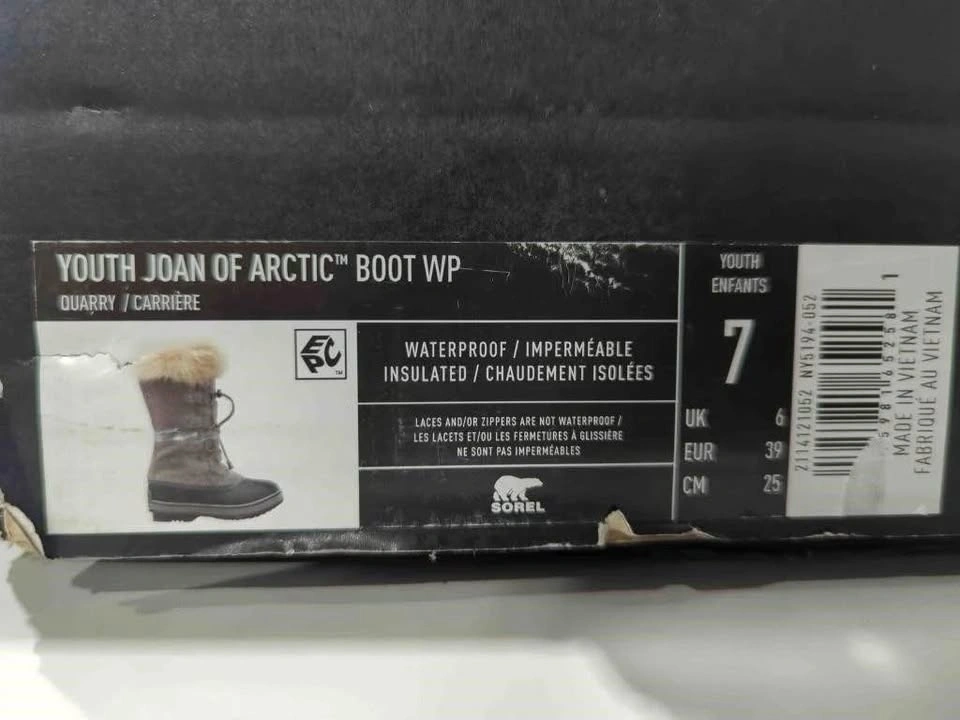 YOUTH JOAN OF ARCTIC™ BOOT WP
QUARRY / CARRIÈRE
EPC™
WATERPROOF / IMPERMÉABLE
INSULATED / CHAUDEMENT ISOLÉES
LACES AND/OR ZIPPERS ARE NOT WATERPROOF /
LES LACETS ET/OU LES FERMETURES À GLISSIÈRE
NE SONT PAS IMPERMÉABLES
SOREL
YOUTH
ENFANTS
7
UK 6
EUR 39
CM 25
2114121052 NY5194-052
1
MADE IN VIETNAM
FABRIQUÉ AU VIETNAM